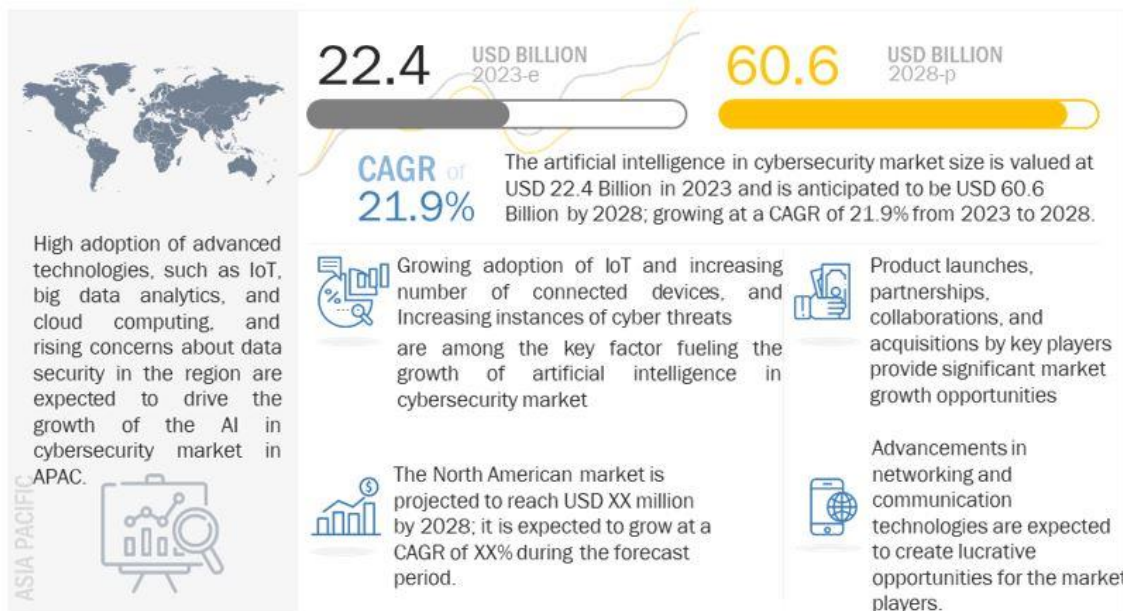 22.4
USD BILLION
2023-e
60.6
USD BILLION
2028-p
CAGR of
21.9%
The artificial intelligence in cybersecurity market size is valued at
USD 22.4 Billion in 2023 and is anticipated to be USD 60.6
Billion by 2028; growing at a CAGR of 21.9% from 2023 to 2028.
High adoption of advanced
technologies, such as IoT,
big data analytics, and
cloud computing, and
rising concerns about data
security in the region are
expected to drive the
growth of the AI in
cybersecurity market in
APAC.
ASIA PACIFIC
Growing adoption of IoT and increasing
number of connected devices, and
Increasing instances of cyber threats
are among the key factor fueling the
growth of artificial intelligence in
cybersecurity market
Product launches,
partnerships,
collaborations, and
acquisitions by key players
provide significant market
growth opportunities
The North American market is
projected to reach USD XX million
by 2028; it is expected to grow at a
CAGR of XX% during the forecast
period.
Advancements in
networking and
communication
technologies are expected
to create lucrative
opportunities for the market
players.